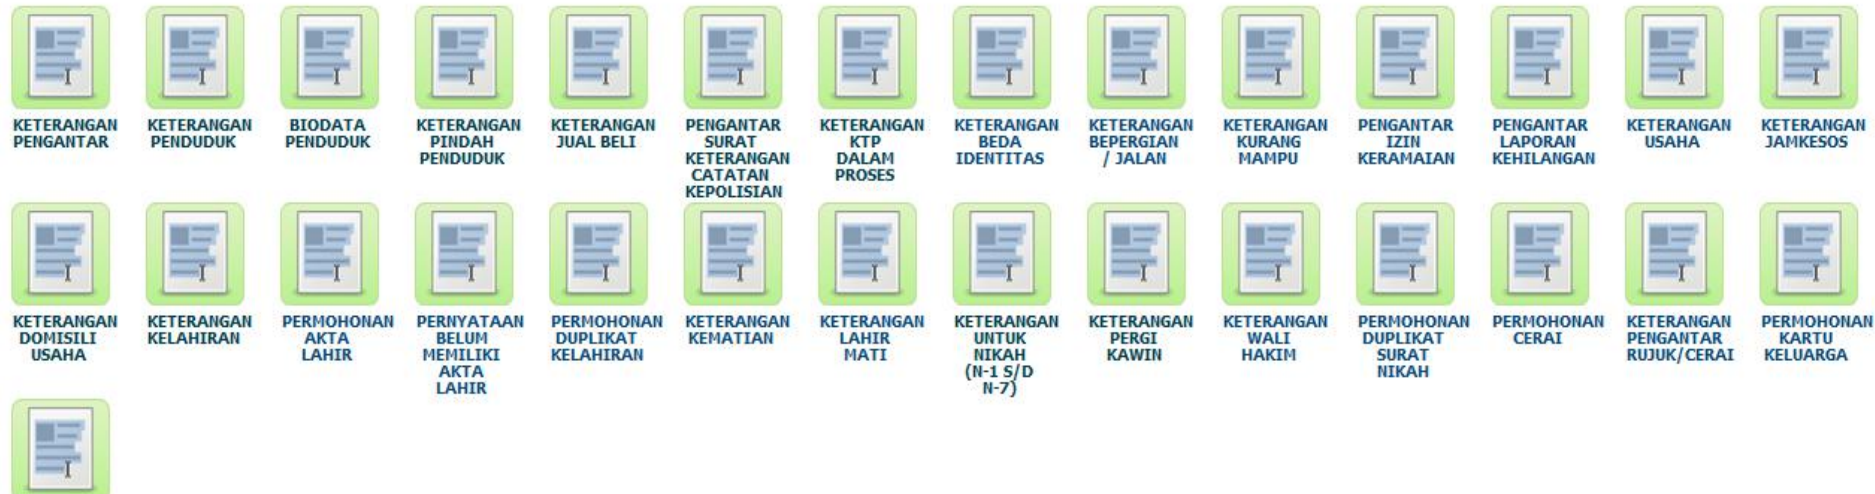 KETERANGAN
PENGANTAR
KETERANGAN
PENDUDUK
BIODATA
PENDUDUK
KETERANGAN
PINDAH
PENDUDUK
KETERANGAN
JUAL BELI
PENGANTAR
SURAT
KETERANGAN
CATATAN
KEPOLISIAN
KETERANGAN
KTP
DALAM
PROSES
KETERANGAN
BEDA
IDENTITAS
KETERANGAN
BEPERGIAN
/ JALAN
KETERANGAN
KURANG
MAMPU
PENGANTAR
IZIN
KERAMAIAN
PENGANTAR
LAPORAN
KEHILANGAN
KETERANGAN
USAHA
KETERANGAN
JAMKESOS
KETERANGAN
DOMISILI
USAHA
KETERANGAN
KELAHIRAN
PERMOHONAN
AKTA
LAHIR
PERNYATAAN
BELUM
MEMILIKI
AKTA
LAHIR
PERMOHONAN
DUPLIKAT
KELAHIRAN
KETERANGAN
KEMATIAN
KETERANGAN
LAHIR
MATI
KETERANGAN
UNTUK
NIKAH
(N-1 S/D
N-7)
KETERANGAN
PERGI
KAWIN
KETERANGAN
WALI
HAKIM
PERMOHONAN
DUPLIKAT
SURAT
NIKAH
PERMOHONAN
CERAI
KETERANGAN
PENGANTAR
RUJUK/CERAI
PERMOHONAN
KARTU
KELUARGA